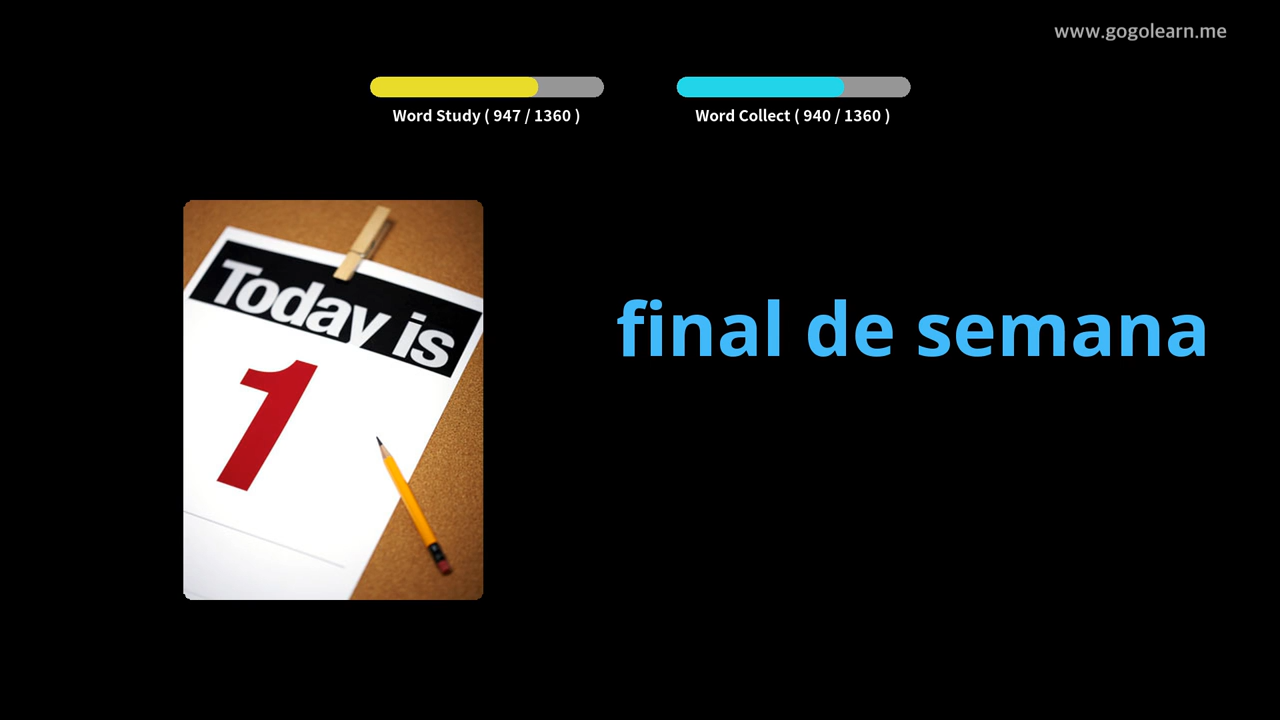 www.gogolearn.me
Word Study ( 947 / 1360 )
Word Collect ( 940 / 1360 )
Today is
1
final de semana